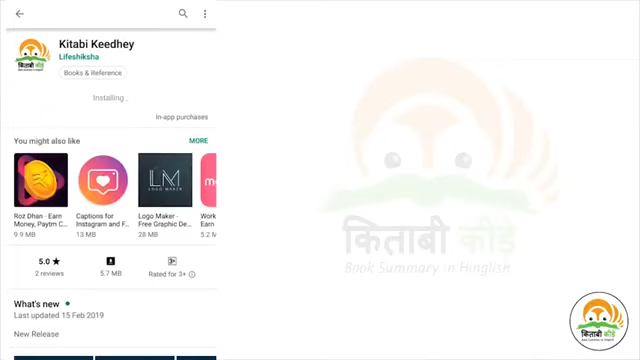 Kitabi Keedhey
Lifeshiksha
Books & Reference
Installing
In-app purchases
You might also like
MORE
Roz Dhan - Earn
Money, Paytm C...
9.9 MB
Captions for
Instagram and F...
13 MB
LM
LOGO MAKER
Logo Maker -
Free Graphic De...
28 MB
Work
Earn
5.2 M
5.0 ★
2 reviews
5.7 MB
3+
Rated for 3+
What's new
Last updated 15 Feb 2019
New Release
किताबी कीड़े
Book Summary in Hinglish
किताबी कीड़े